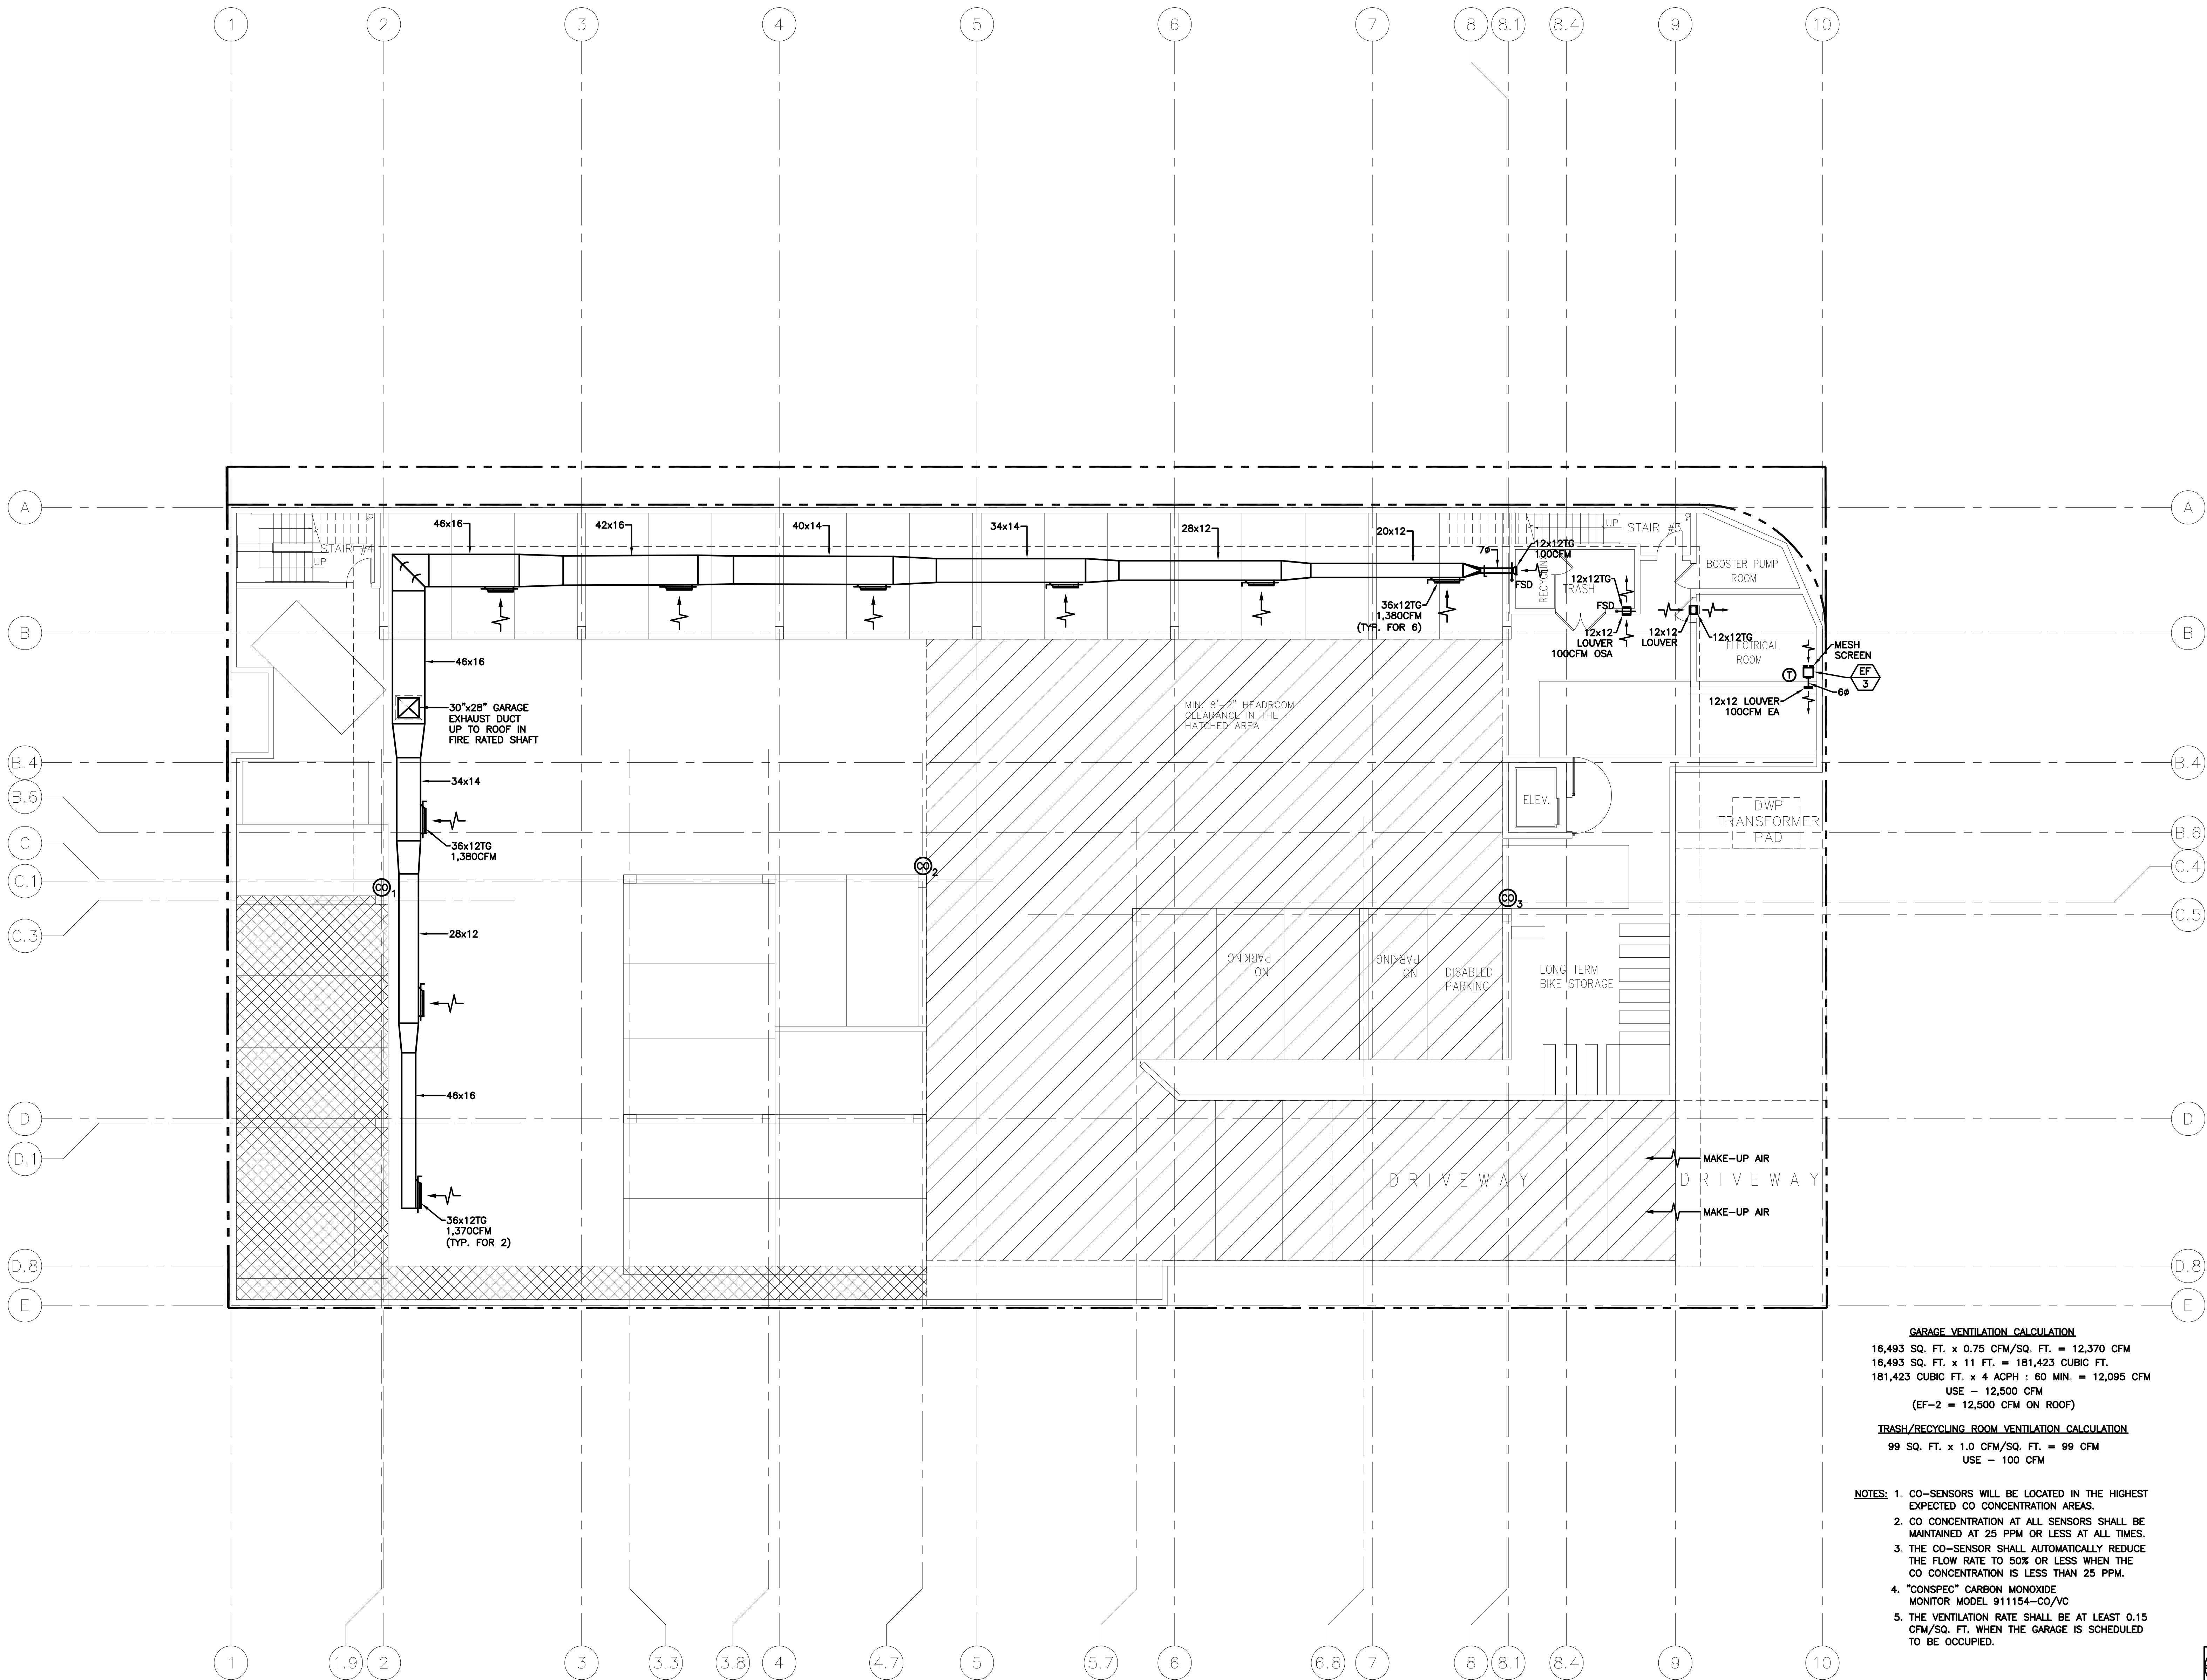 1 2 3 4 5 6 7 8 8.1 8.4 9 10
A A
STAIR #4
UP
46x16
42x16
40x14
34x14
28x12
20x12
7ø
12x12TG
100CFM
FSD
UP
STAIR #3
RECYCLING
TRASH
12x12TG
FSD
BOOSTER PUMP
ROOM
36x12TG
1,380CFM
(TYP. FOR 6)
12x12
LOUVER
100CFM OSA
12x12
LOUVER
12x12TG
ELECTRICAL
ROOM
B B
MESH
SCREEN
T
EF
3
6ø
12x12 LOUVER
100CFM EA
46x16
30"x28" GARAGE
EXHAUST DUCT
UP TO ROOF IN
FIRE RATED SHAFT
MIN. 8'-2" HEADROOM
CLEARANCE IN THE
HATCHED AREA
B.4 B.4
34x14
B.6 B.6
ELEV.
DWP
TRANSFORMER
PAD
36x12TG
1,380CFM
C
C.1
C.4
CO 1
CO 2
CO 3
C.3
C.5
28x12
NO
PARKING
NO
PARKING
DISABLED
PARKING
LONG TERM
BIKE STORAGE
46x16
D D
D.1
MAKE-UP AIR
DRIVEWAY
DRIVEWAY
MAKE-UP AIR
36x12TG
1,370CFM
(TYP. FOR 2)
D.8 D.8
E E
GARAGE VENTILATION CALCULATION
16,493 SQ. FT. x 0.75 CFM/SQ. FT. = 12,370 CFM
16,493 SQ. FT. x 11 FT. = 181,423 CUBIC FT.
181,423 CUBIC FT. x 4 ACPH : 60 MIN. = 12,095 CFM
USE - 12,500 CFM
(EF-2 = 12,500 CFM ON ROOF)
TRASH/RECYCLING ROOM VENTILATION CALCULATION
99 SQ. FT. x 1.0 CFM/SQ. FT. = 99 CFM
USE - 100 CFM
NOTES: 1. CO-SENSORS WILL BE LOCATED IN THE HIGHEST
EXPECTED CO CONCENTRATION AREAS.
2. CO CONCENTRATION AT ALL SENSORS SHALL BE
MAINTAINED AT 25 PPM OR LESS AT ALL TIMES.
3. THE CO-SENSOR SHALL AUTOMATICALLY REDUCE
THE FLOW RATE TO 50% OR LESS WHEN THE
CO CONCENTRATION IS LESS THAN 25 PPM.
4. "CONSPEC" CARBON MONOXIDE
MONITOR MODEL 911154-CO/VC
5. THE VENTILATION RATE SHALL BE AT LEAST 0.15
CFM/SQ. FT. WHEN THE GARAGE IS SCHEDULED
TO BE OCCUPIED.
1 1.9 2 3 3.3 3.8 4 4.7 5 5.7 6 6.8 7 8 8.1 8.4 9 10